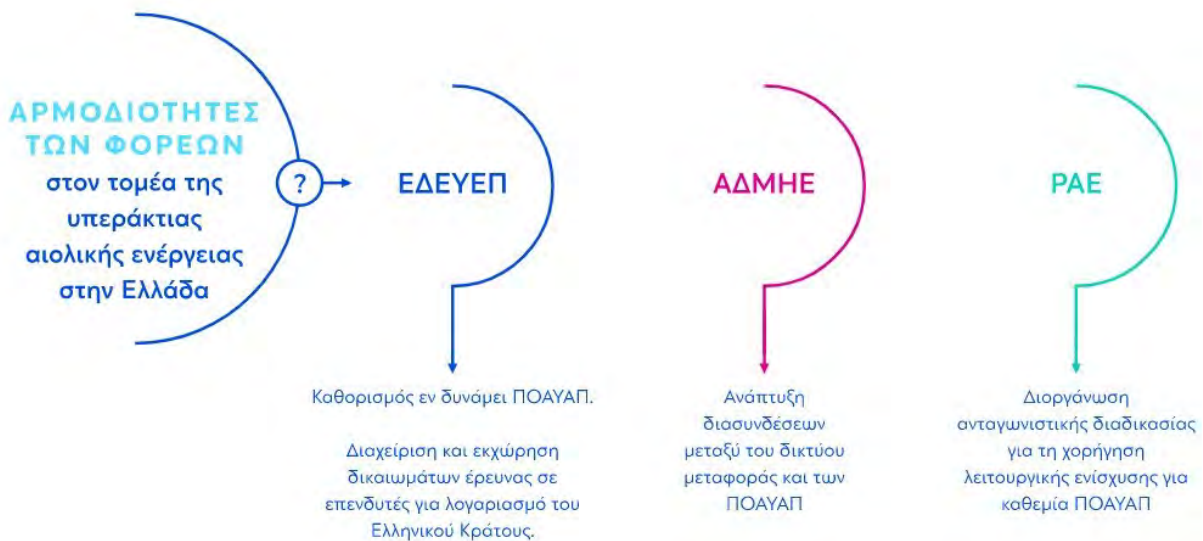 ΑΡΜΟΔΙΟΤΗΤΕΣ
ΤΩΝ ΦΟΡΕΩΝ
στον τομέα της
υπεράκτιας
αιολικής ενέργειας
στην Ελλάδα
?
ΕΔΕΥΕΠ
Καθορισμός εν δυνάμει ΠΟΑΥΑΠ.
Διαχείριση και εκχώρηση
δικαιωμάτων έρευνας σε
επενδυτές για λογαριασμό του
Ελληνικού Κράτους.
ΑΔΜΗΕ
Ανάπτυξη
διασυνδέσεων
μεταξύ του δικτύου
μεταφοράς και των
ΠΟΑΥΑΠ
ΡΑΕ
Διοργάνωση
ανταγωνιστικής διαδικασίας
για τη χορήγηση
λειτουργικής ενίσχυσης για
καθεμία ΠΟΑΥΑΠ